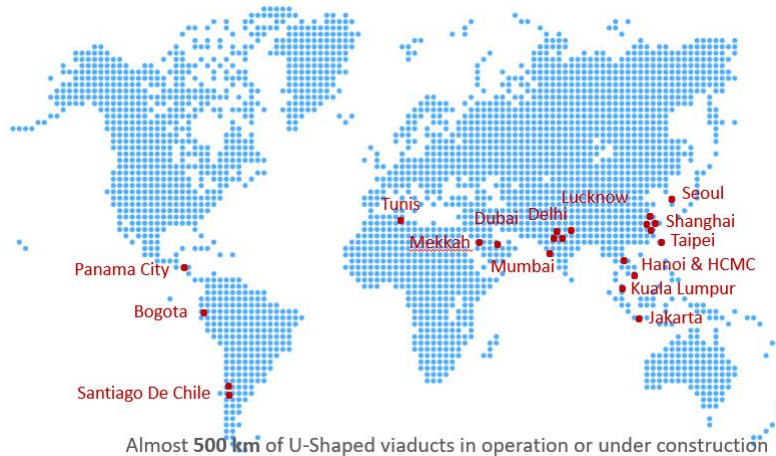 Lucknow
Seoul
Tunis
Dubai
Delhi
Shanghai
Mekkah
Taipei
Mumbai
Hanoi & HCMC
Panama City
Kuala Lumpur
Bogota
Jakarta
Santiago De Chile
Almost 500 km of U-Shaped viaducts in operation or under construction